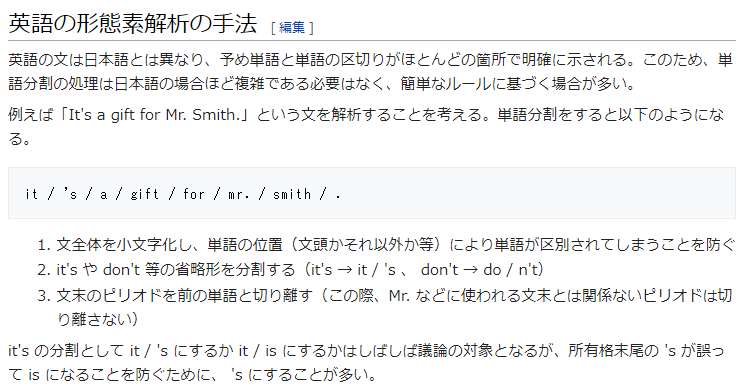 英語の形態素解析の手法 [ 編集 ]
英語の文は日本語とは異なり、予め単語と単語の区切りがほとんどの箇所で明確に示される。このため、単
語分割の処理は日本語の場合ほど複雑である必要はなく、簡単なルールに基づく場合が多い。
例えば「It's a gift for Mr. Smith.」という文を解析することを考える。単語分割をすると以下のようにな
る。
it / 's / a / gift / for / mr. / smith / .
1. 文全体を小文字化し、単語の位置（文頭かそれ以外か等）により単語が区別されてしまうことを防ぐ
2. it's や don't 等の省略形を分割する（it's → it / 's 、 don't → do / n't）
3. 文末のピリオドを前の単語と切り離す（この際、Mr. などに使われる文末とは関係ないピリオドは切
り離さない）
it's の分割として it / 's にするか it / is にするかはしばしば議論の対象となるが、所有格末尾の 's が誤っ
て is になることを防ぐために、 's にすることが多い。